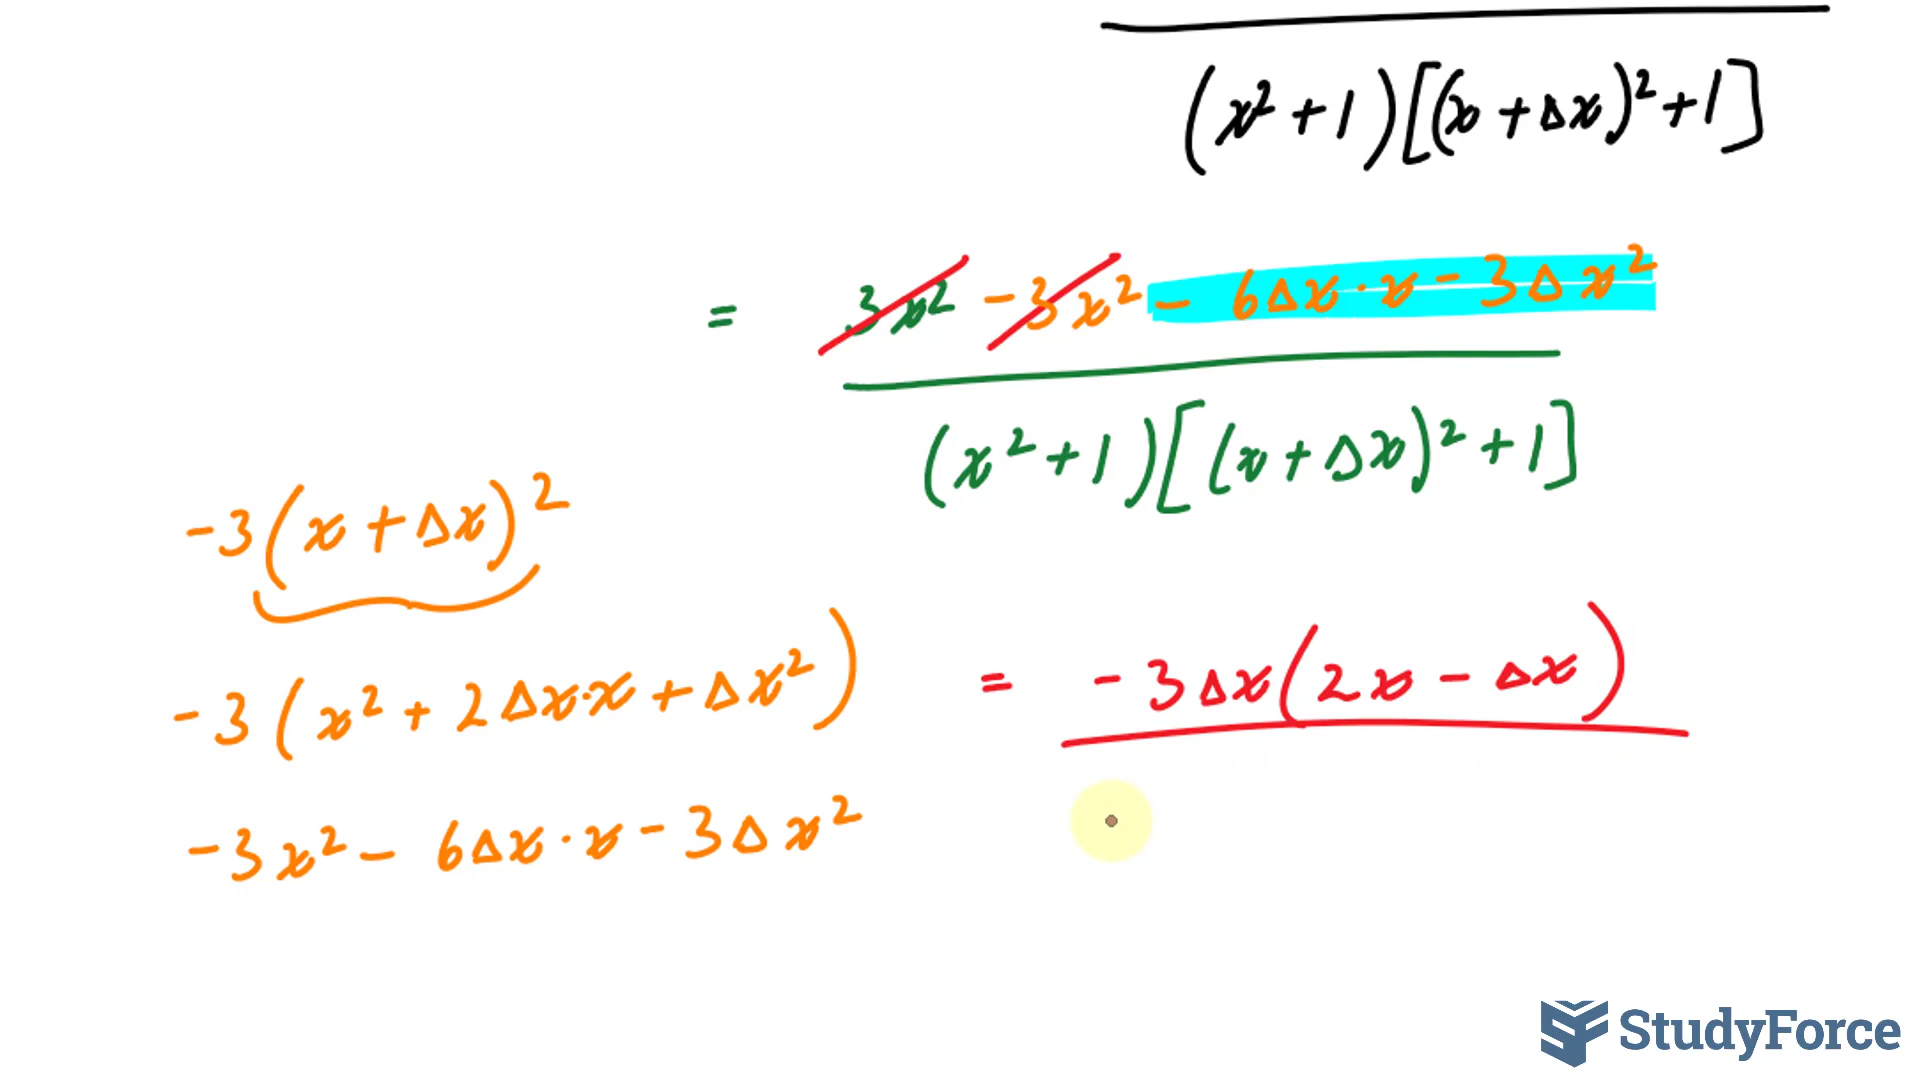 (x² + 1)[(x + Δx)² + 1]
= 3x² - 3x² - 6Δx·x - 3Δx²
(x² + 1)[(x + Δx)² + 1]
-3(x + Δx)²
-3(x² + 2Δx·x + Δx²)
-3x² - 6Δx·x - 3Δx²
= -3Δx(2x - Δx)
StudyForce